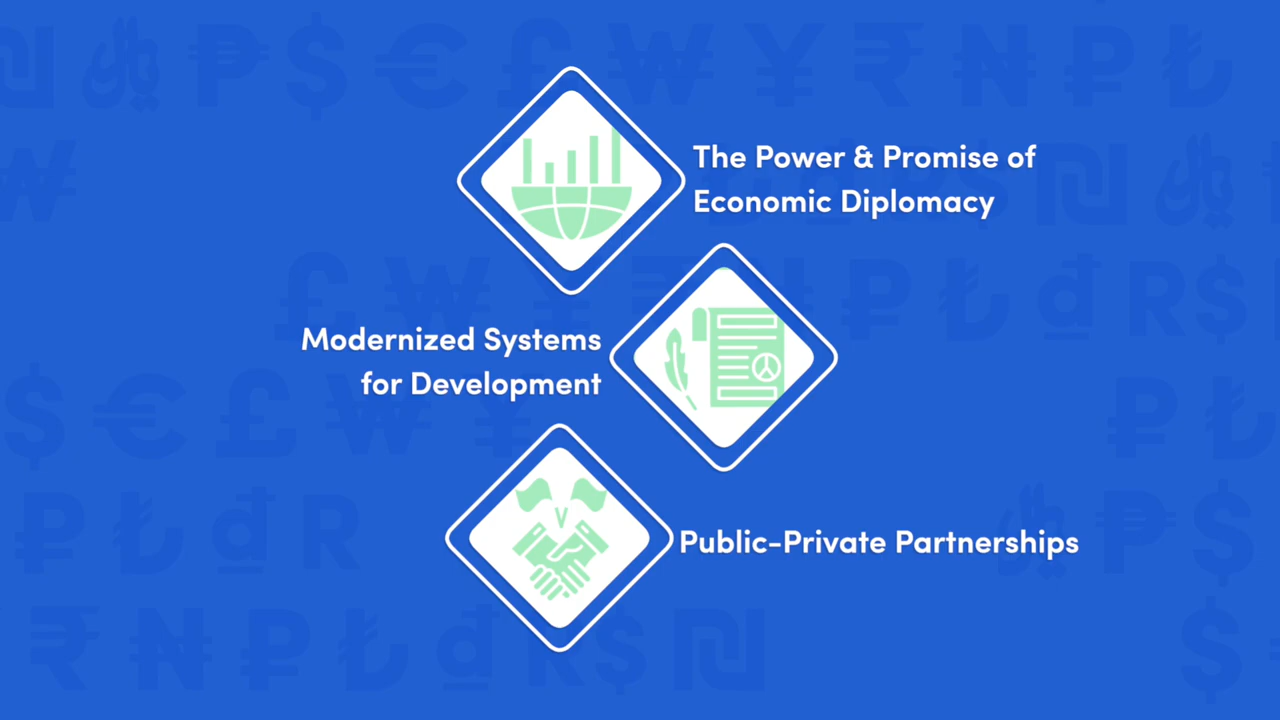 The Power & Promise of
Economic Diplomacy
Modernized Systems
for Development
Public-Private Partnerships